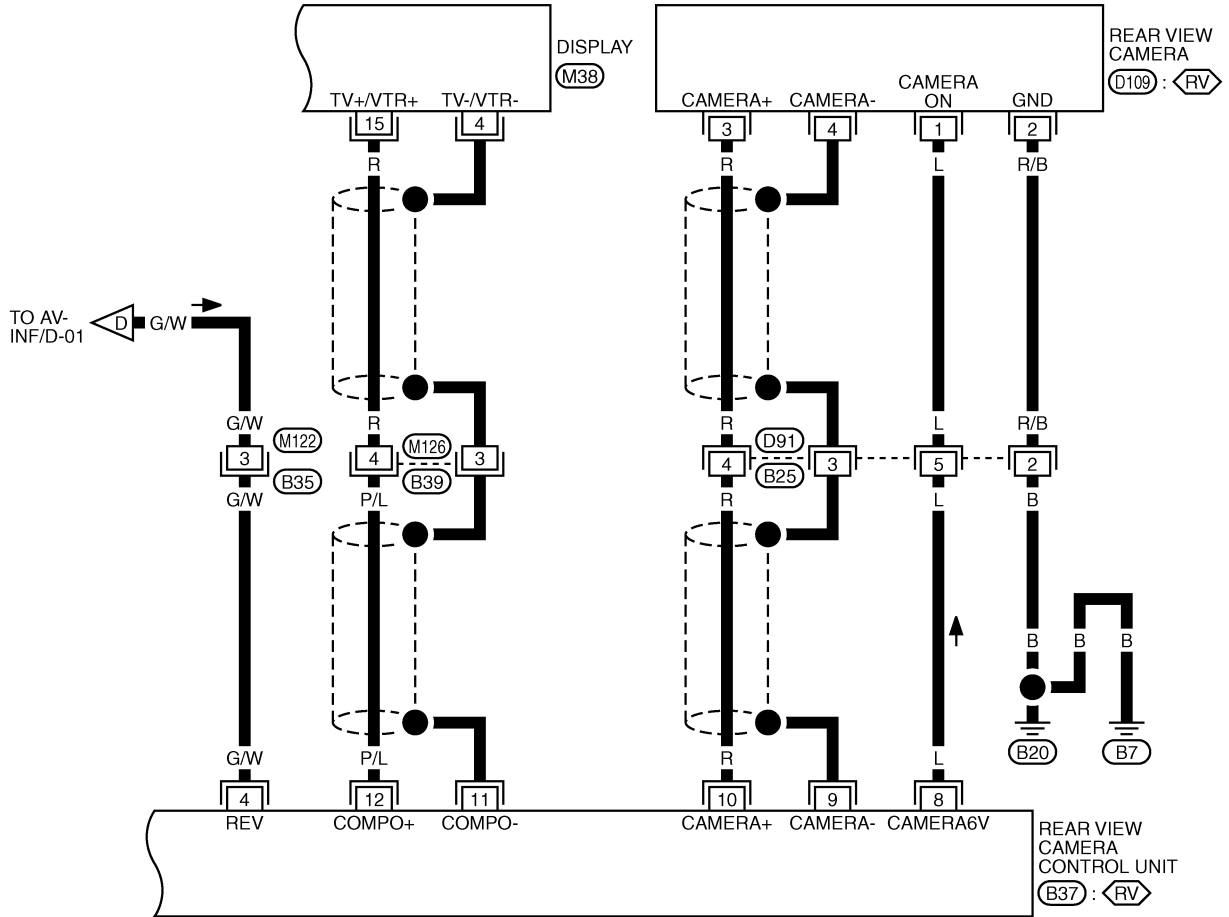 DISPLAY
M38
REAR VIEW
CAMERA
D109 : RV
TV+/VTR+ TV-/VTR-
CAMERA+ CAMERA- CAMERA
ON GND
15 4 3 4 1 2
R R L R/B
TO AV-
INF/D-01
D G/W
G/W R R L R/B
M122 M126 D91
3 4 3 4 3 5 2
B35 B39 B25
G/W P/L R L B
B B B
B20 B7
G/W P/L R L
4 12 11 10 9 8
REV COMPO+ COMPO- CAMERA+ CAMERA- CAMERA6V
REAR VIEW
CAMERA
CONTROL UNIT
B37 : RV